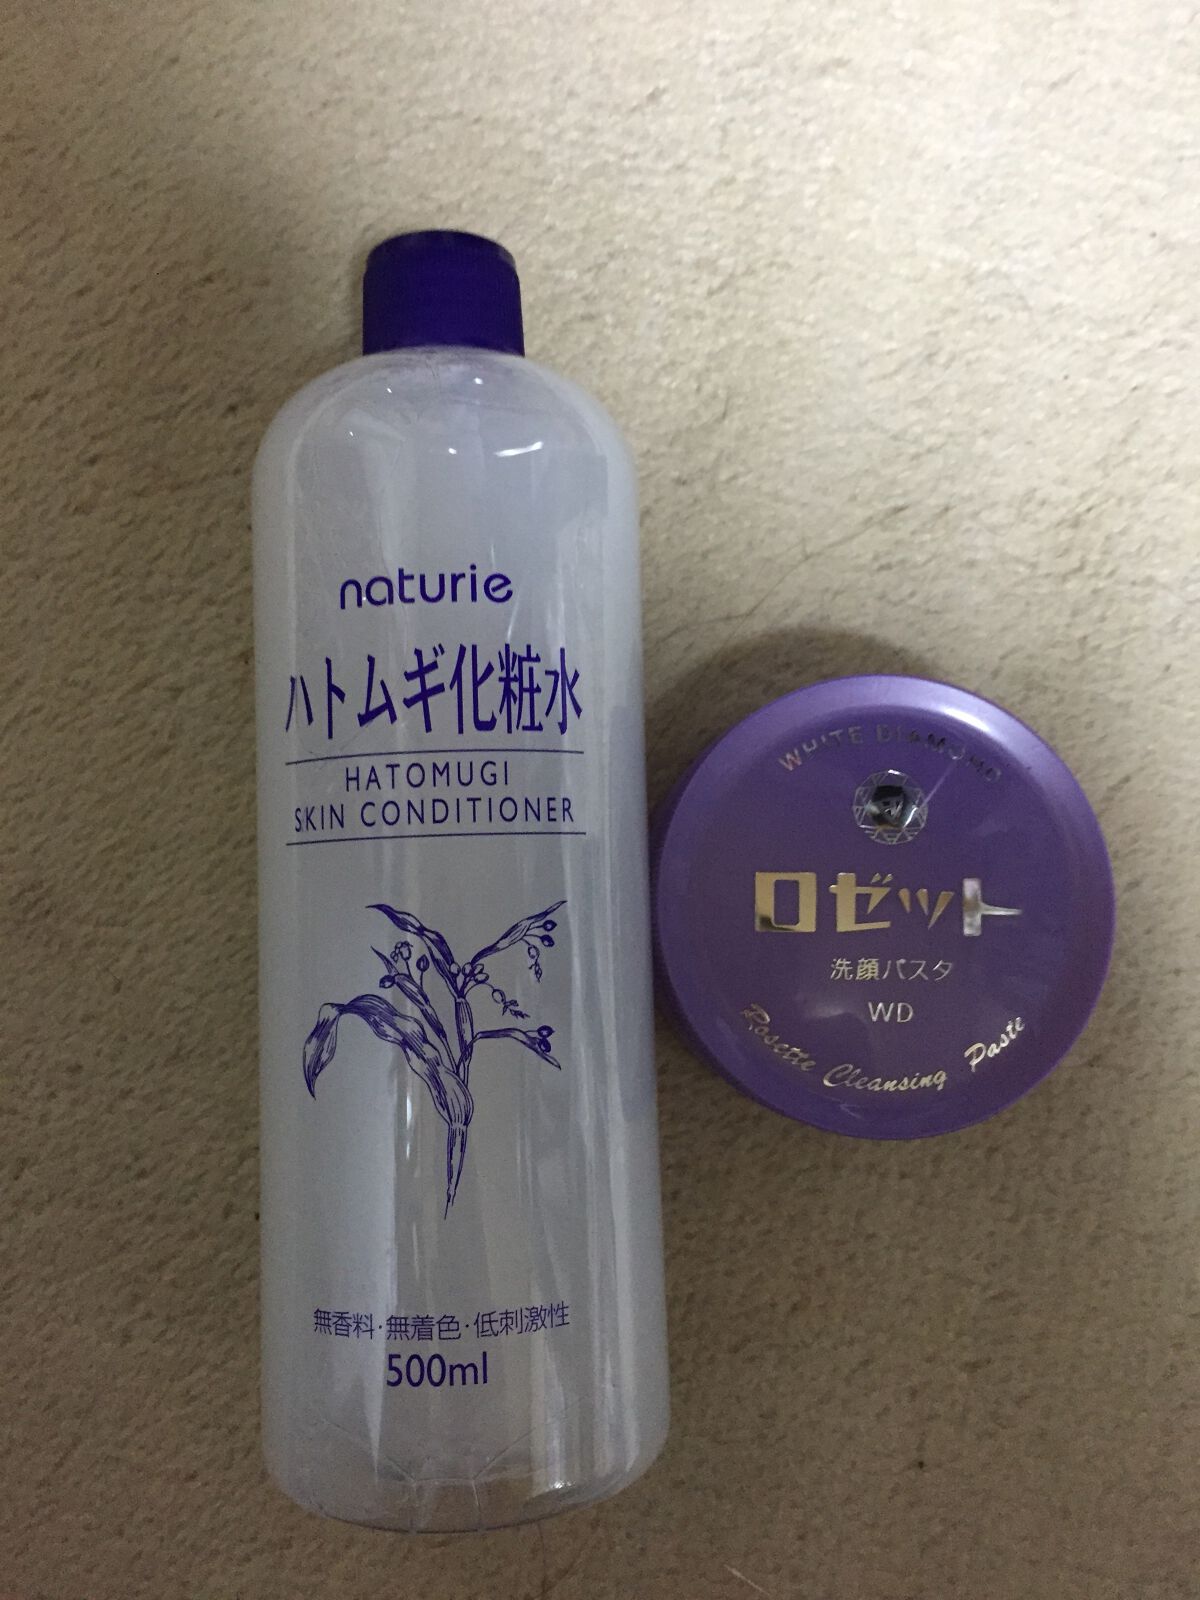 naturie
ハトムギ化粧水
HATOMUGI
SKIN CONDITIONER
無香料·無着色·低刺激性
500ml
WHITE DIAMOND
ロゼット
洗顔パスタ
WD
Rosette Cleansing Paste